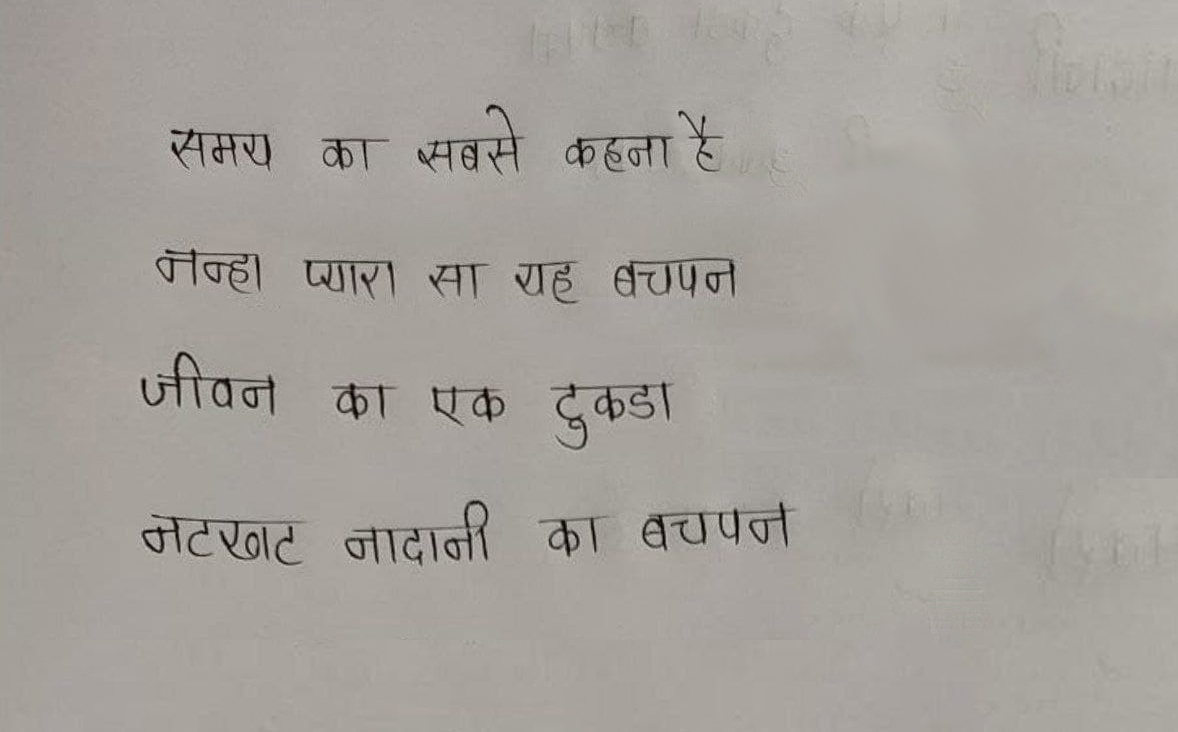 समय का सबसे कहना है
नन्हा प्यारा सा यह बचपन
जीवन का एक टुकडा
नटखट नादानी का बचपन